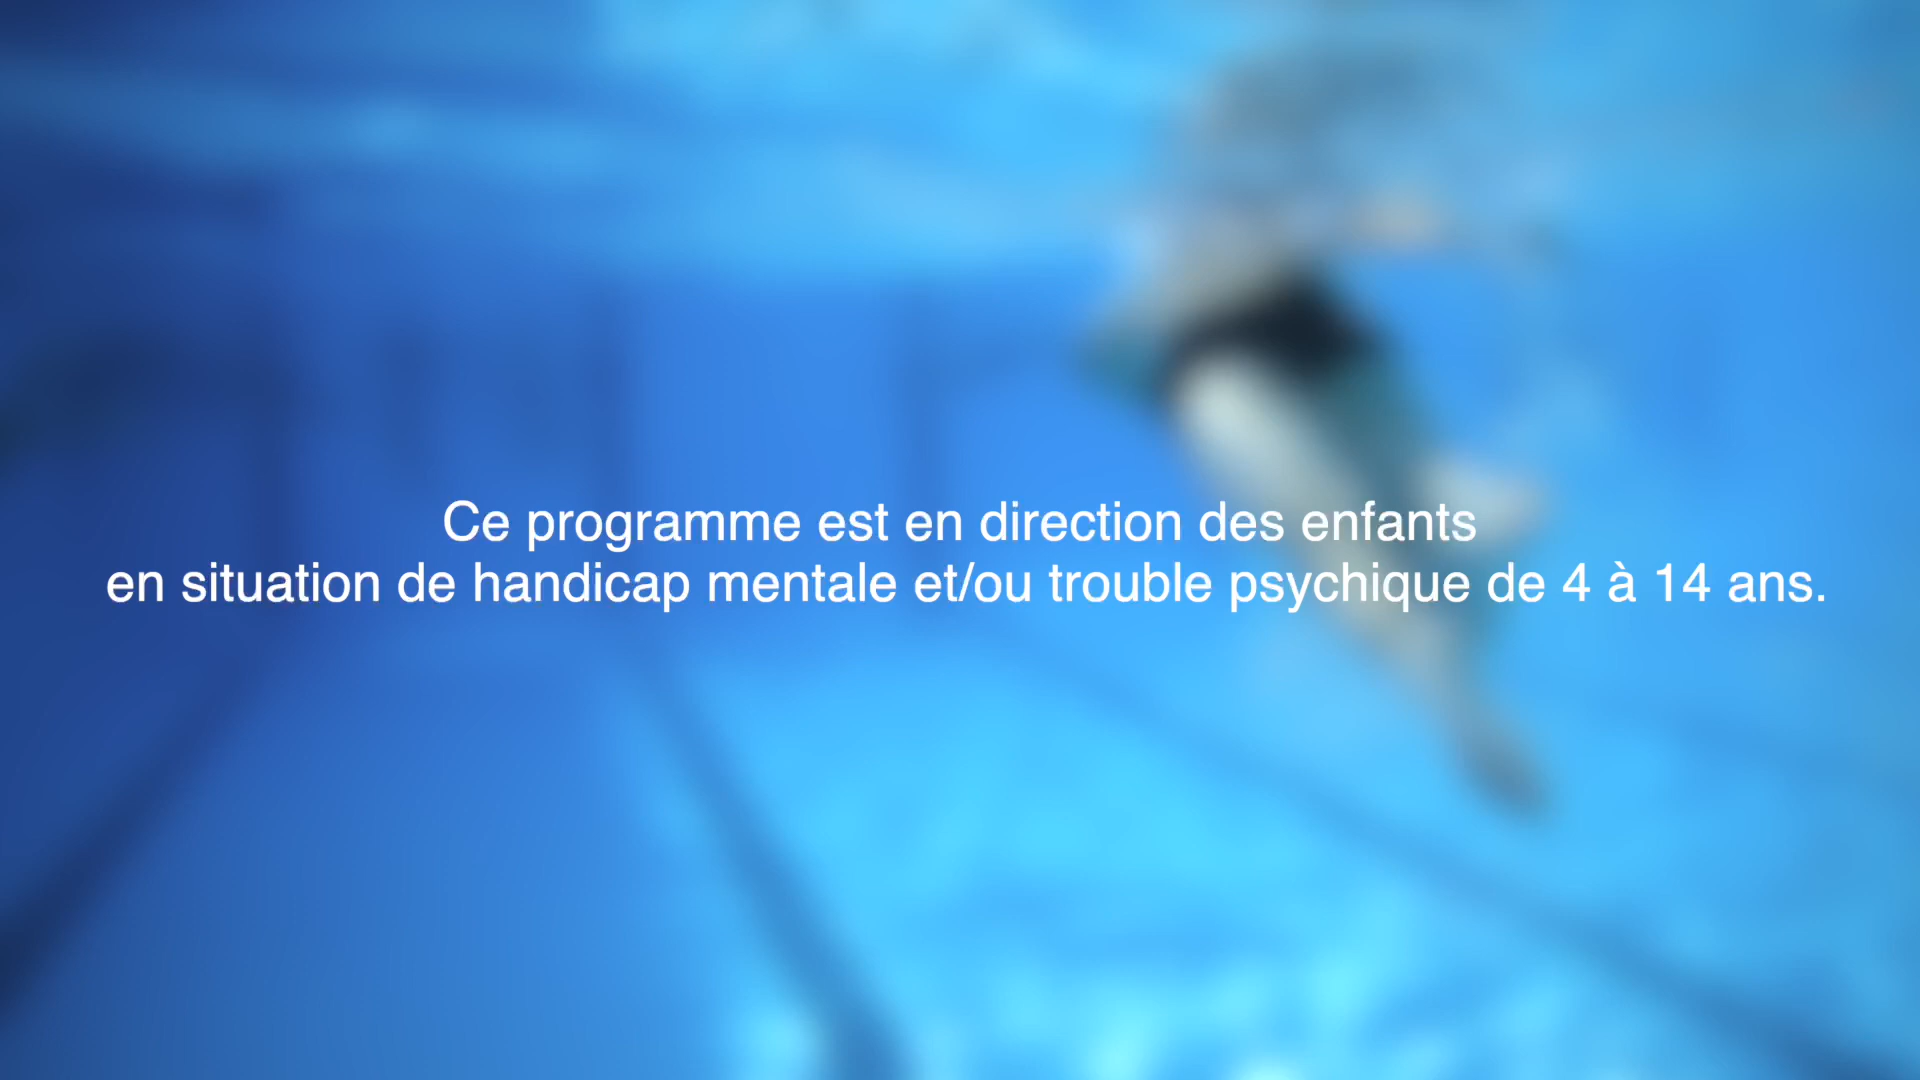 Ce programme est en direction des enfants
en situation de handicap mentale et/ou trouble psychique de 4 à 14 ans.